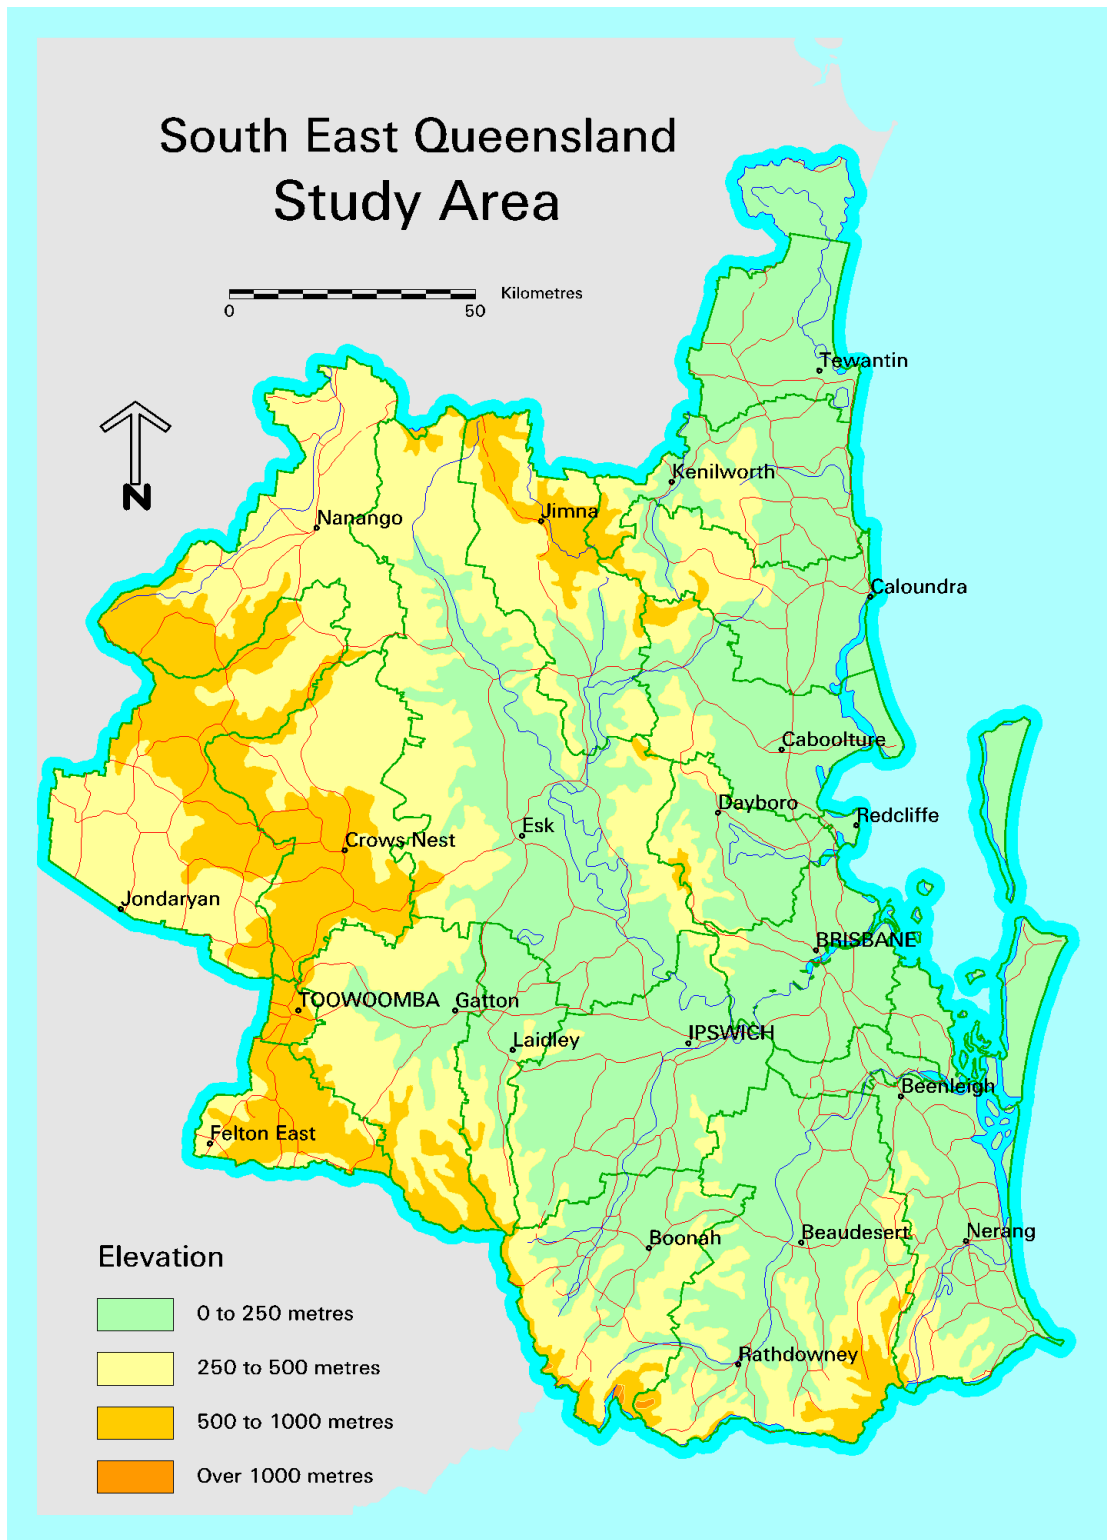 South East Queensland
Study Area
Kilometres
0 50
Tewantin
Kenilworth
Nanango
Jimna
Caloundra
Caboolture
Dayboro
Redcliffe
Esk
Crows Nest
Jondaryan
BRISBANE
TOOWOOMBA
Gatton
IPSWICH
Laidley
Beenleigh
Felton East
Boonah
Beaudesert
Nerang
Rathdowney
N
Elevation
0 to 250 metres
250 to 500 metres
500 to 1000 metres
Over 1000 metres